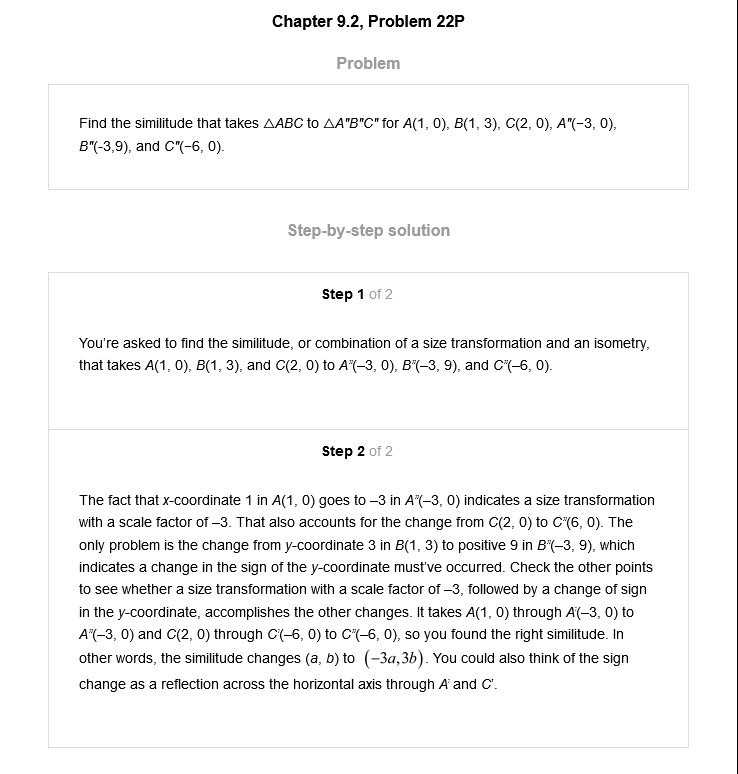 Chapter 9.2, Problem 22P
Problem
Find the similitude that takes △ABC to △A"B"C" for A(1, 0), B(1, 3), C(2, 0), A"(−3, 0),
B"(-3,9), and C"(−6, 0).
Step-by-step solution
Step 1 of 2
You're asked to find the similitude, or combination of a size transformation and an isometry,
that takes A(1, 0), B(1, 3), and C(2, 0) to A"(–3, 0), B"(–3, 9), and C"(–6, 0).
Step 2 of 2
The fact that x-coordinate 1 in A(1, 0) goes to –3 in A"(–3, 0) indicates a size transformation
with a scale factor of –3. That also accounts for the change from C(2, 0) to C"(6, 0). The
only problem is the change from y-coordinate 3 in B(1, 3) to positive 9 in B"(–3, 9), which
indicates a change in the sign of the y-coordinate must've occurred. Check the other points
to see whether a size transformation with a scale factor of –3, followed by a change of sign
in the y-coordinate, accomplishes the other changes. It takes A(1, 0) through A'(–3, 0) to
A"(–3, 0) and C(2, 0) through C'(–6, 0) to C"(–6, 0), so you found the right similitude. In
other words, the similitude changes (a, b) to (−3a,3b). You could also think of the sign
change as a reflection across the horizontal axis through A' and C'.